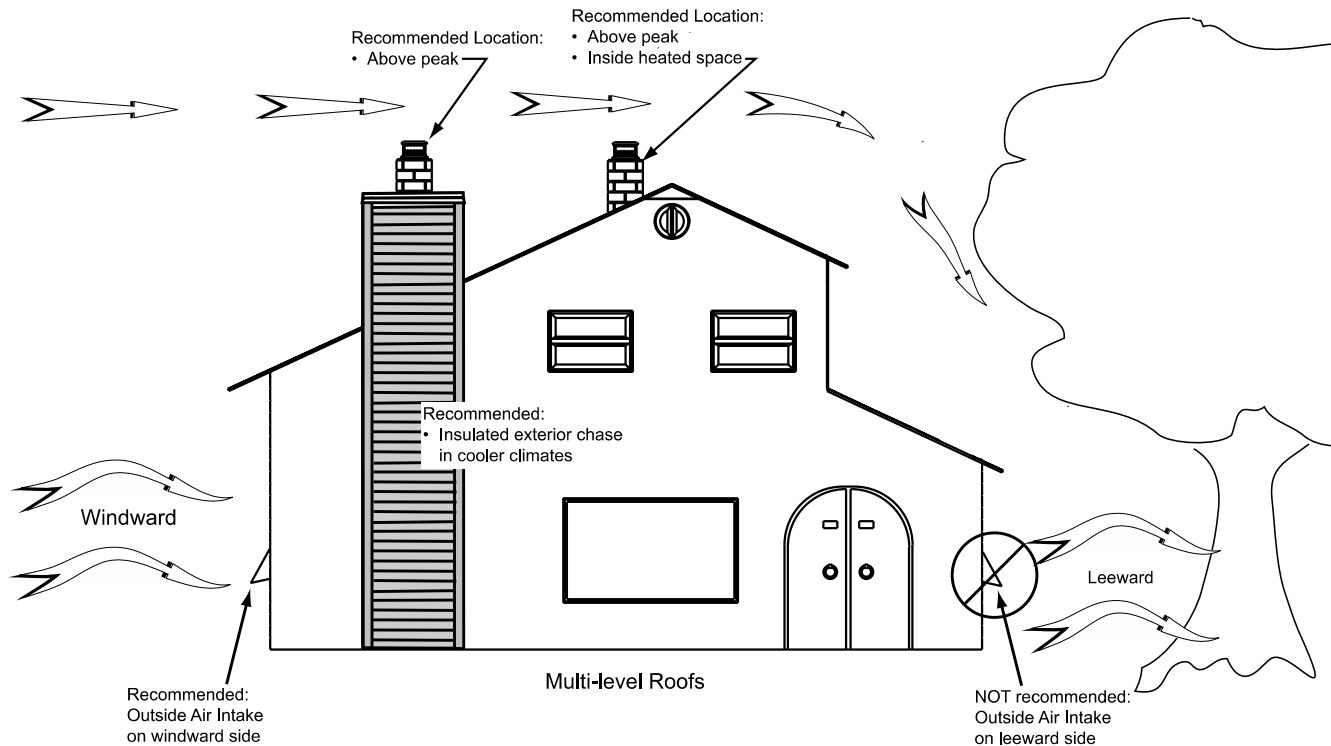 Recommended Location:
• Above peak
Recommended Location:
• Above peak
• Inside heated space
Recommended:
• Insulated exterior chase
in cooler climates
Windward
Leeward
Recommended:
Outside Air Intake
on windward side
Multi-level Roofs
NOT recommended:
Outside Air Intake
on leeward side